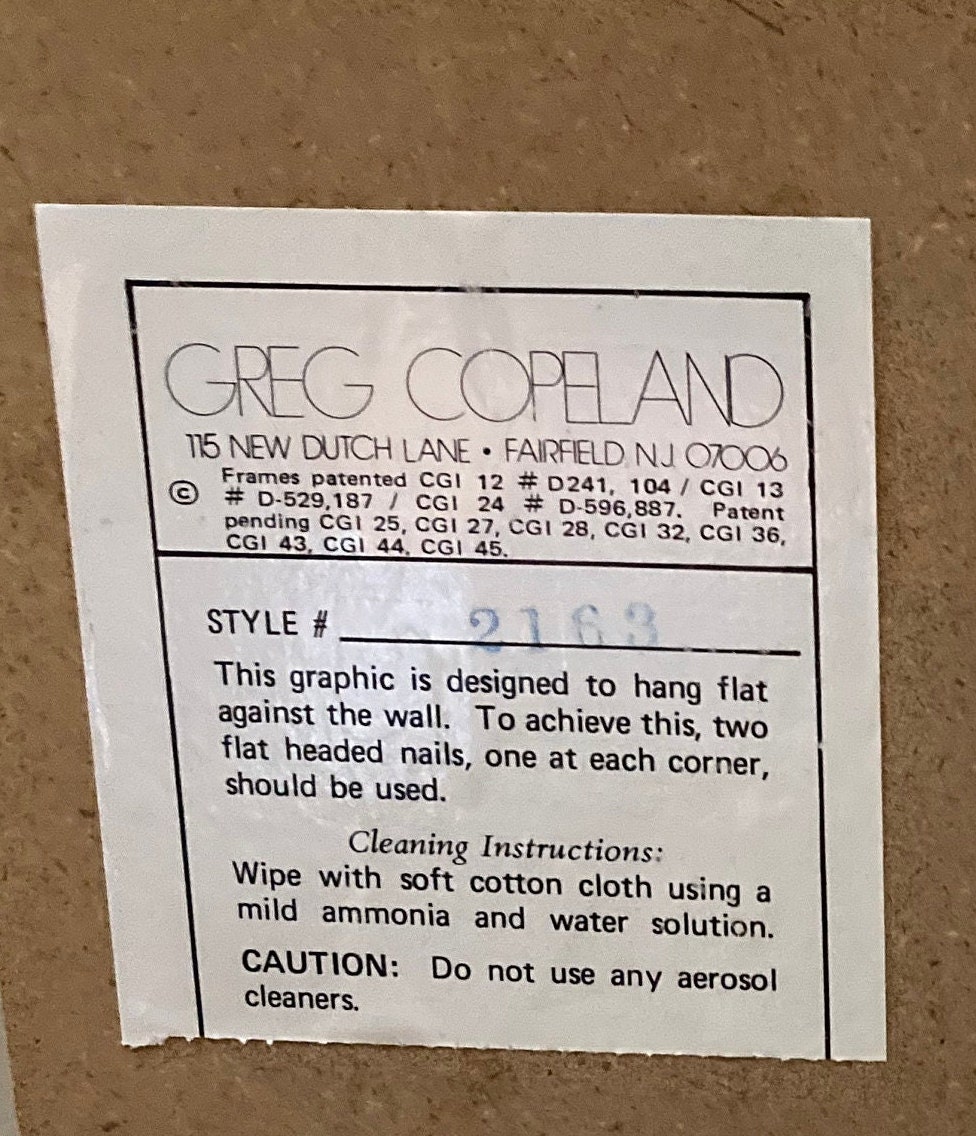 GREG COPELAND
115 NEW DUTCH LANE • FAIRFIELD NJ 07006
© Frames patented CGI 12 # D241, 104 / CGI 13
# D-529,187 / CGI 24 # D-596,887. Patent
pending CGI 25, CGI 27, CGI 28, CGI 32, CGI 36,
CGI 43, CGI 44, CGI 45.
STYLE # 2163
This graphic is designed to hang flat
against the wall. To achieve this, two
flat headed nails, one at each corner,
should be used.
Cleaning Instructions:
Wipe with soft cotton cloth using a
mild ammonia and water solution.
CAUTION: Do not use any aerosol
cleaners.